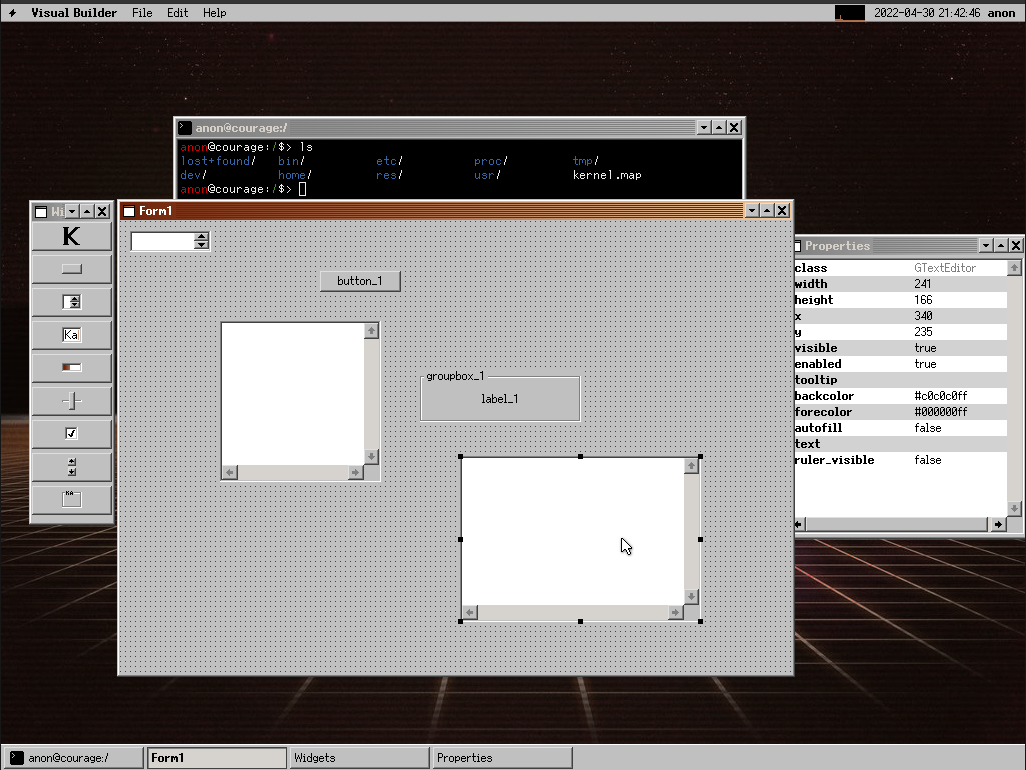 Visual Builder File Edit Help 2022-04-30 21:42:46 anon
anon@courage:/
anon@courage:/$> ls
lost+found/ bin/ etc/ proc/ tmp/
dev/ home/ res/ usr/ kernel.map
anon@courage:/$>
Wi
K
Ka
KA
Form1
button_1
groupbox_1
label_1
Properties
class GTextEditor
width 241
height 166
x 340
y 235
visible true
enabled true
tooltip
backcolor #c0c0c0ff
forecolor #000000ff
autofill false
text
ruler_visible false
anon@courage:/ Form1 Widgets Properties